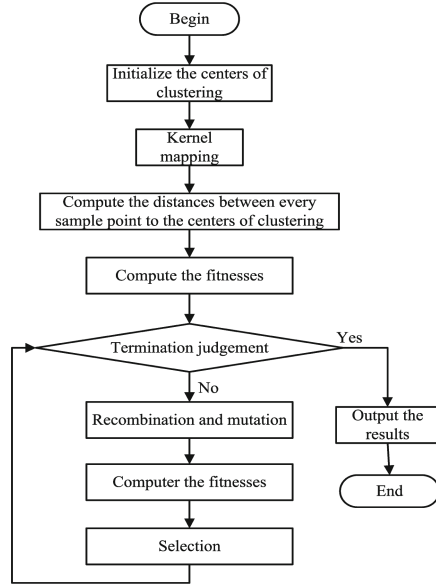 Begin
Initialize the centers of
clustering
Kernel
mapping
Compute the distances between every
sample point to the centers of clustering
Compute the fitnesses
Termination judgement
Yes
No
Recombination and mutation
Output the
results
Computer the fitnesses
End
Selection